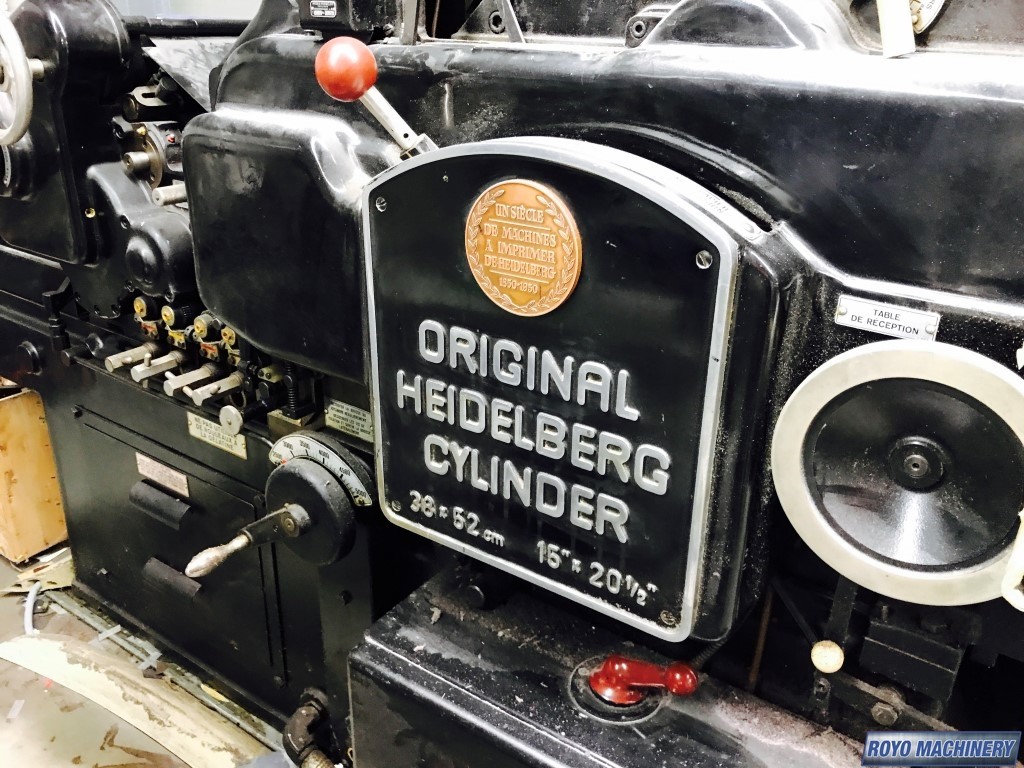 UN SIÈCLE
DE MACHINES
À IMPRIMER
DE HEIDELBERG
1850-1950
ORIGINAL
HEIDELBERG
CYLINDER
38 x 52 cm 15" x 20½"
TABLE
DE RÉCEPTION
ROYO MACHINERY